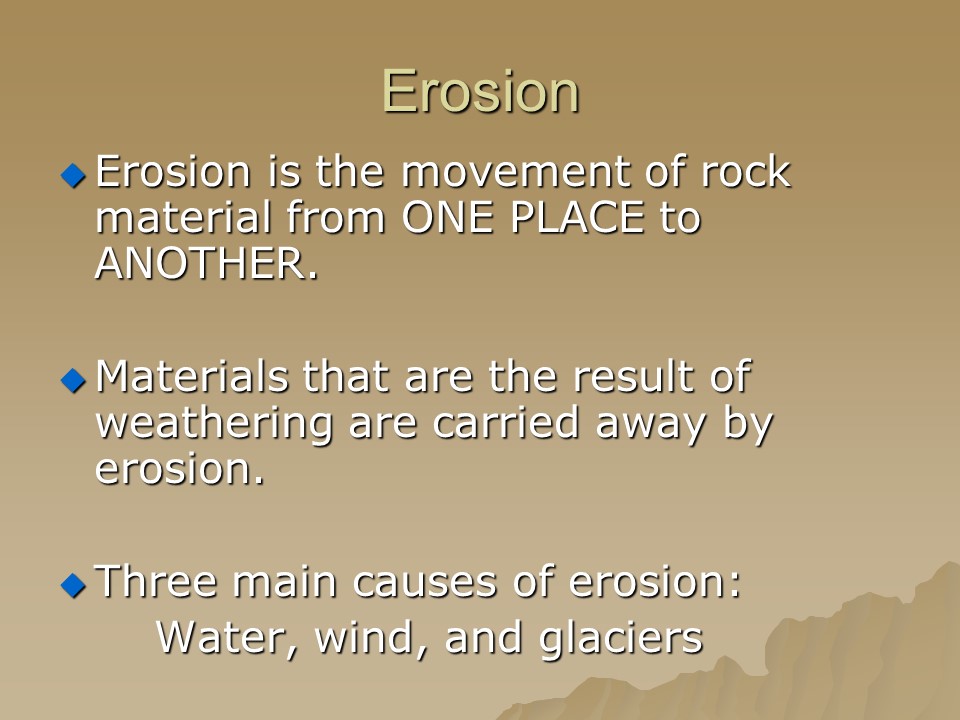 Erosion
Erosion is the movement of rock
material from ONE PLACE to
ANOTHER.
Materials that are the result of
weathering are carried away by
erosion.
Three main causes of erosion:
Water, wind, and glaciers